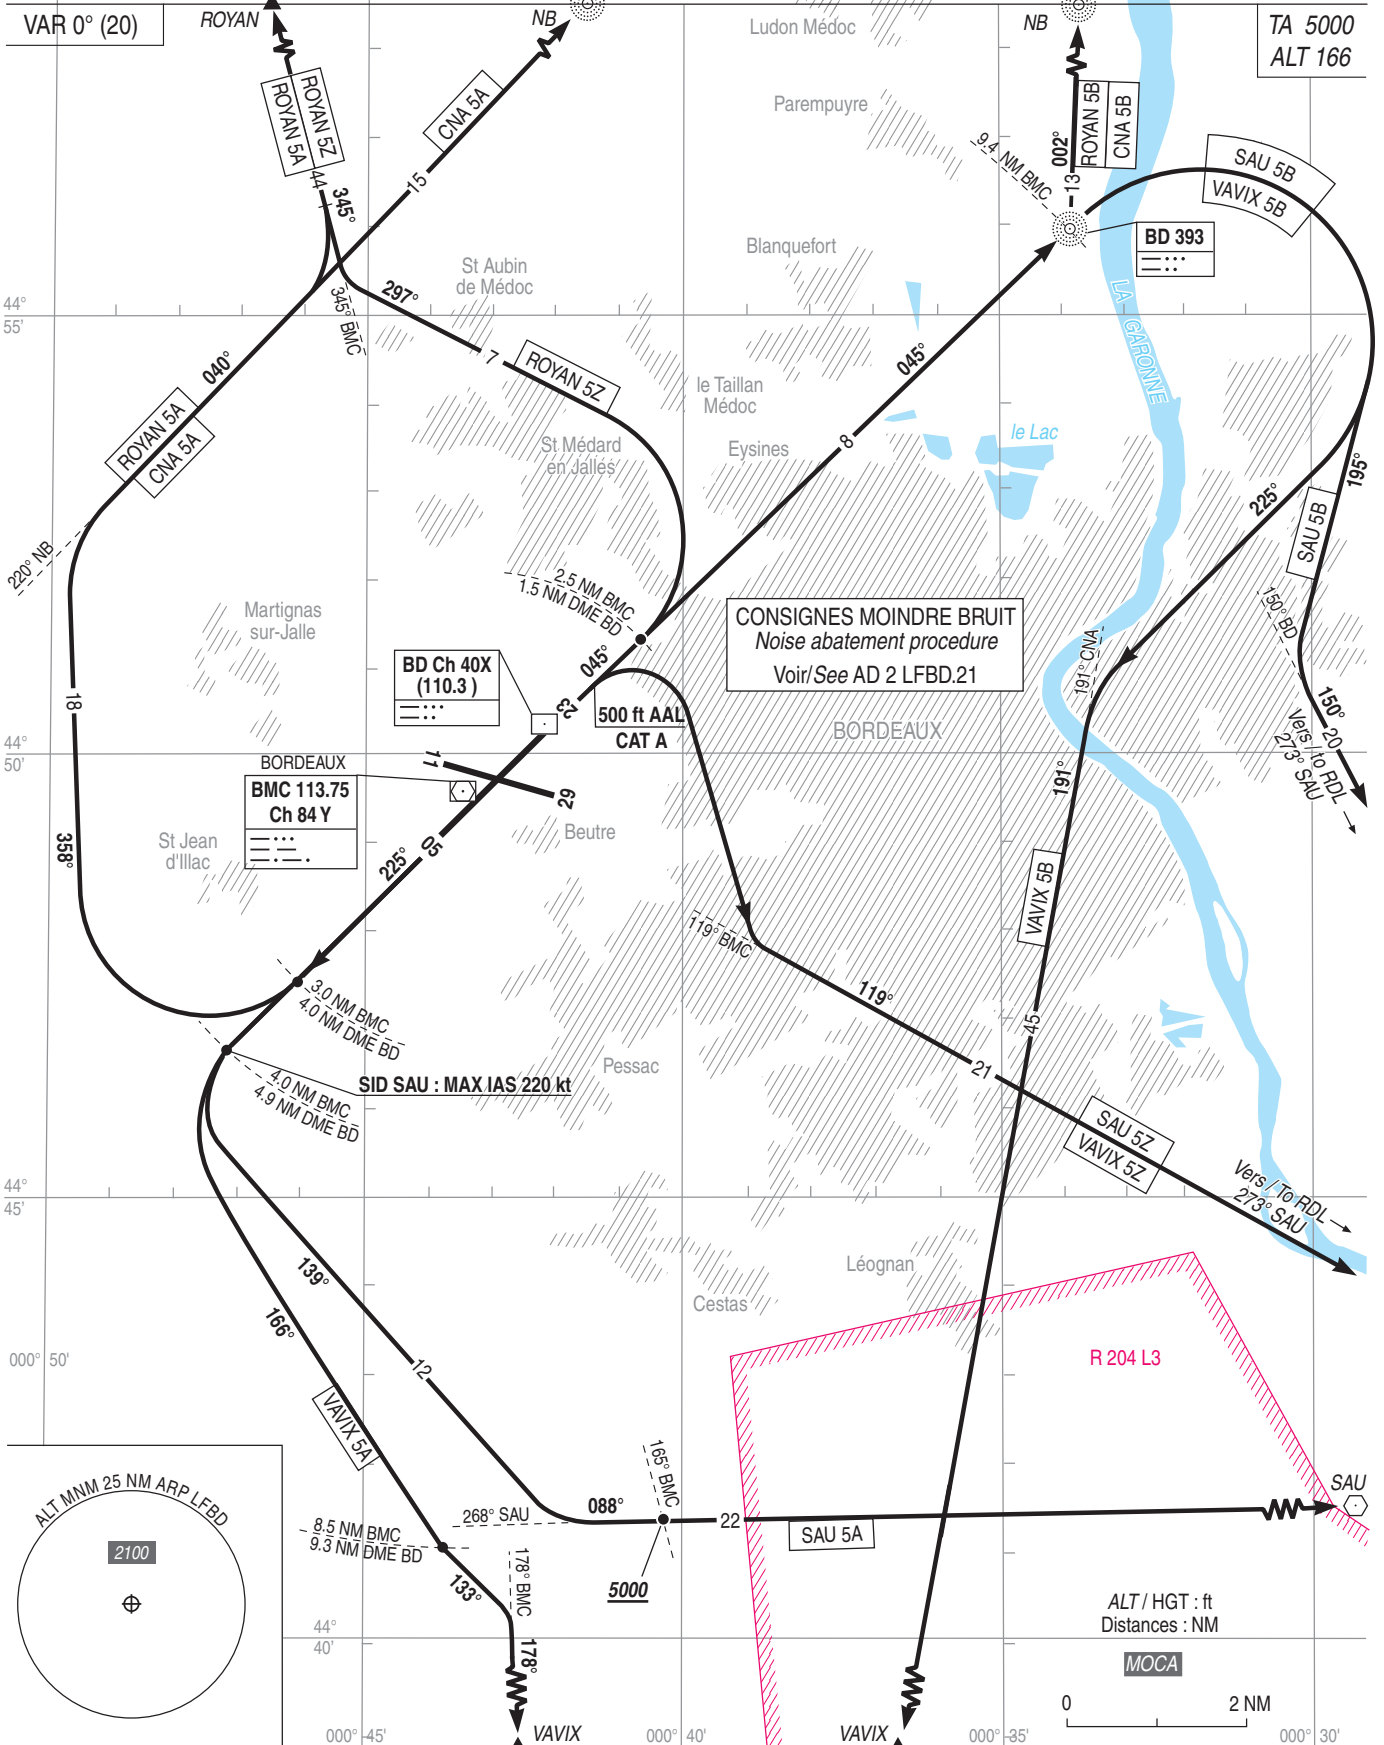 VAR 0° (20)
ROYAN
NB
Ludon Médoc
NB
TA 5000
ALT 166
ROYAN 5Z
ROYAN 5A
44
345°
CNA 5A
15
Parempuyre
9.4 NM BMC
002°
13
ROYAN 5B
CNA 5B
SAU 5B
VAVIX 5B
BD 393
Blanquefort
St Aubin
de Médoc
297°
345° BMC
44°
55'
LA GARONNE
040°
7
ROYAN 5Z
045°
le Taillan
Médoc
ROYAN 5A
CNA 5A
St Médard
en Jalles
Eysines
8
le Lac
195°
225°
SAU 5B
220° NB
2.5 NM BMC
1.5 NM DME BD
150° BD
Martignas
sur-Jalle
CONSIGNES MOINDRE BRUIT
Noise abatement procedure
Voir/See AD 2 LFBD.21
191° CNA
BD Ch 40X
(110.3 )
045°
23
500 ft AAL
CAT A
BORDEAUX
150°
20
Vers / to RDL
273° SAU
18
44°
50'
BORDEAUX
BMC 113.75
Ch 84 Y
11
29
05
225°
Beutre
191°
St Jean
d'Illac
358°
VAVIX 5B
119° BMC
119°
3.0 NM BMC
4.0 NM DME BD
45
21
Pessac
4.0 NM BMC
4.9 NM DME BD
SID SAU : MAX IAS 220 kt
SAU 5Z
VAVIX 5Z
Vers / To RDL
273° SAU
44°
45'
139°
166°
Léognan
Cestas
000° 50'
12
R 204 L3
VAVIX 5A
165° BMC
ALT MNM 25 NM ARP LFBD
2100
268° SAU
088°
22
SAU 5A
SAU
8.5 NM BMC
9.3 NM DME BD
133°
178° BMC
5000
178°
ALT / HGT : ft
Distances : NM
MOCA
44°
40'
0
2 NM
000° 45'
VAVIX
000° 40'
VAVIX
000° 35'
000° 30'